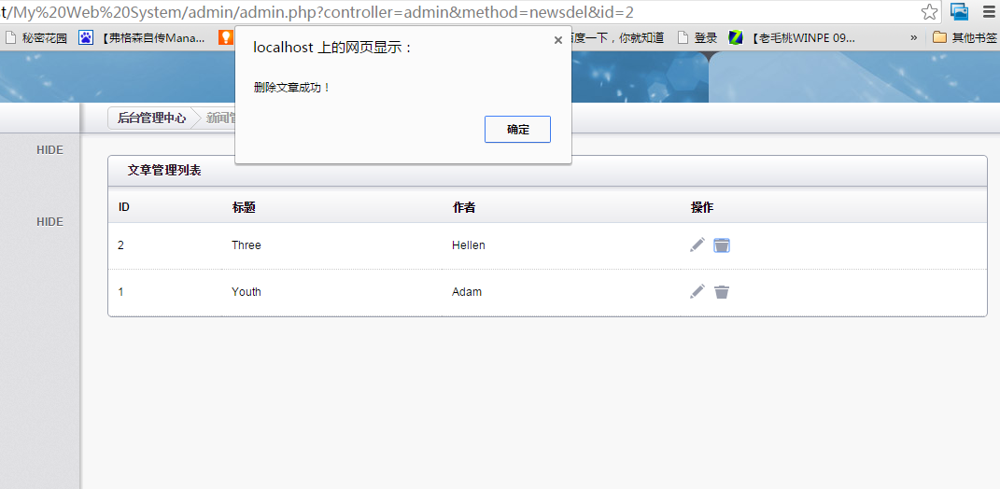 t/My%20Web%20System/admin/admin.php?controller=admin&method=newsdel&id=2
秘密花园 【弗格森自传Mana... 百度一下，你就知道 登录 【老毛桃WINPE 09... » 其他书签
localhost 上的网页显示：
删除文章成功！
确定
后台管理中心 新闻管
HIDE
HIDE
文章管理列表
ID 标题 作者 操作
2 Three Hellen
1 Youth Adam